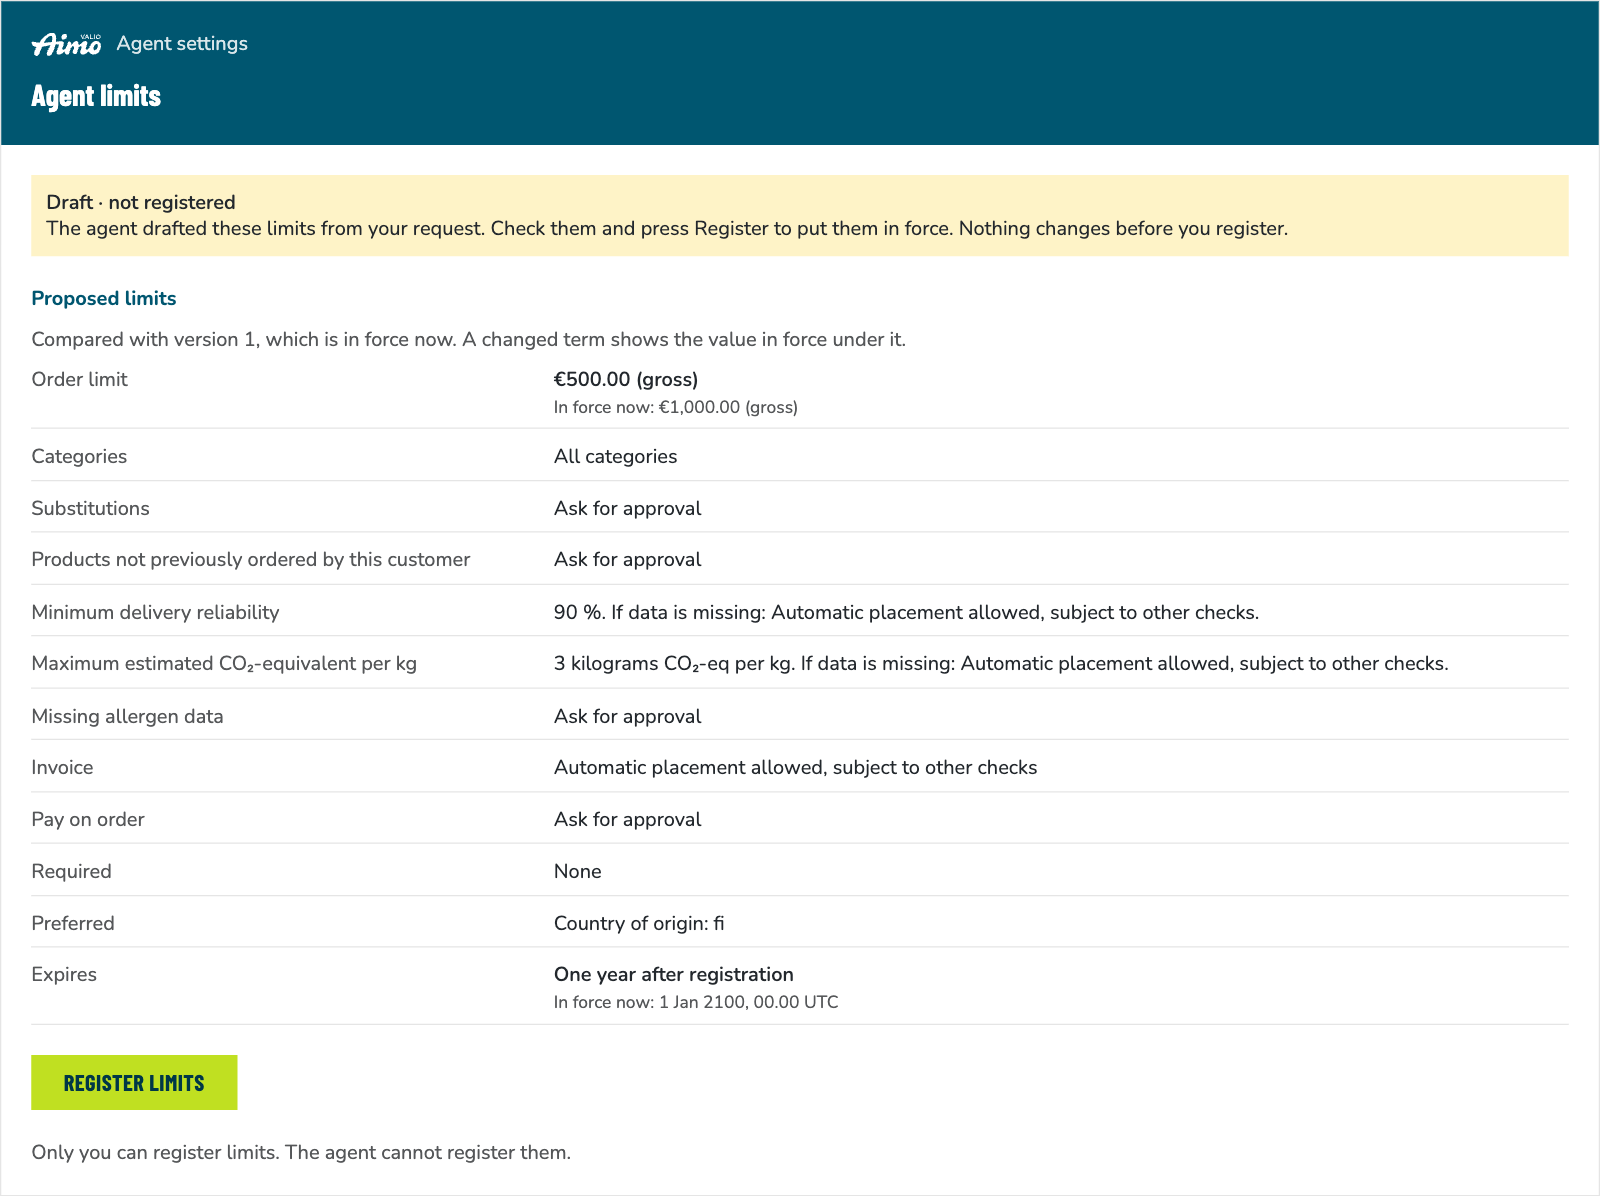 Aimo VALIO Agent settings
Agent limits
Draft · not registered
The agent drafted these limits from your request. Check them and press Register to put them in force. Nothing changes before you register.
Proposed limits
Compared with version 1, which is in force now. A changed term shows the value in force under it.
Order limit €500.00 (gross)
In force now: €1,000.00 (gross)
Categories All categories
Substitutions Ask for approval
Products not previously ordered by this customer Ask for approval
Minimum delivery reliability 90 %. If data is missing: Automatic placement allowed, subject to other checks.
Maximum estimated CO₂-equivalent per kg 3 kilograms CO₂-eq per kg. If data is missing: Automatic placement allowed, subject to other checks.
Missing allergen data Ask for approval
Invoice Automatic placement allowed, subject to other checks
Pay on order Ask for approval
Required None
Preferred Country of origin: fi
Expires One year after registration
In force now: 1 Jan 2100, 00.00 UTC
REGISTER LIMITS
Only you can register limits. The agent cannot register them.